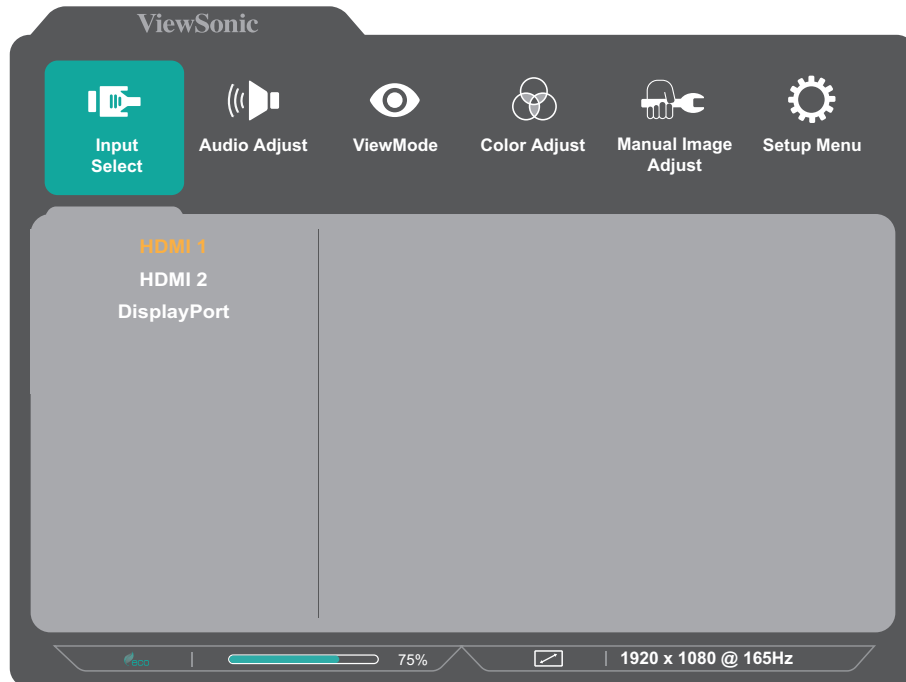 ViewSonic
Input
Select
Audio Adjust
ViewMode
Color Adjust
Manual Image
Adjust
Setup Menu
HDMI 1
HDMI 2
DisplayPort
eco
75%
1920 x 1080 @ 165Hz